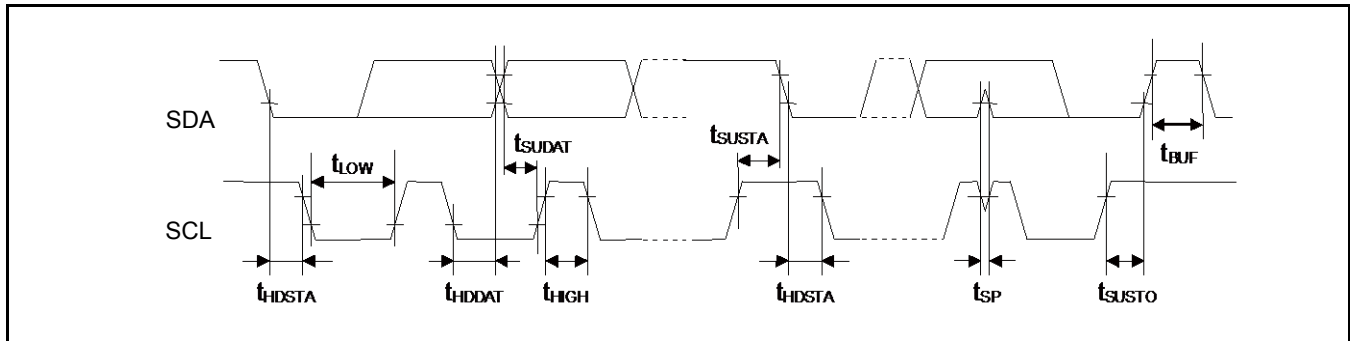 SDA
tSUDAT
tSUSTA
tBUF
tLOW
SCL
tHDSTA
tHDDAT
tHIGH
tHDSTA
tSP
tSUSTO